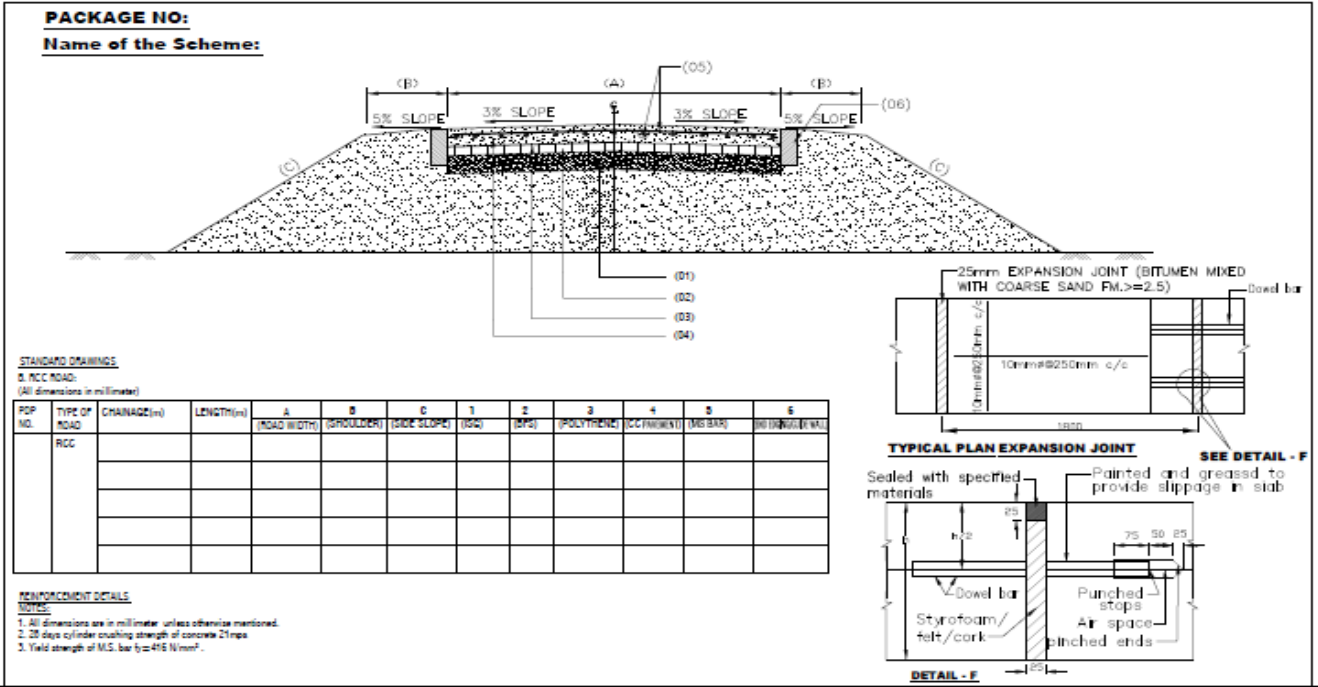 PACKAGE NO:
Name of the Scheme:
(05)
(B)
(A)
(B)
(06)
5% SLOPE
3% SLOPE
3% SLOPE
5% SLOPE
(C)
(C)
(01)
(02)
(03)
(04)
25mm EXPANSION JOINT (BITUMEN MIXED
WITH COARSE SAND FM.>=2.5)
Dowel bar
10mmø@250mm c/c
10mmø@250mm c/c
TYPICAL PLAN EXPANSION JOINT
SEE DETAIL - F
STANDARD DRAWINGS
B. RCC ROAD:
(All dimensions in millimeter)
PDP NO.
TYPE OF ROAD
CHAINAGE(m)
LENGTH(m)
A (ROAD WIDTH)
B (SHOULDER)
C (SIDE SLOPE)
1 (ISG)
2 (BFS)
3 (POLYTHENE)
4 (CC PAVEMENT)
5 (MS BAR)
6
RCC
Sealed with specified
materials
Painted and greassd to
provide slippage in slab
25
h
h/2
75 50 25
Dowel bar
Punched
stops
Styrofoam/
felt/cork
Air space
pinched ends
25
DETAIL - F
REINFORCEMENT DETAILS
NOTES:
1. All dimensions are in millimeter unless otherwise mentioned.
2. 28 days cylinder crushing strength of concrete 21mpa
3. Yield strength of M.S. bar fy=415 N/mm².